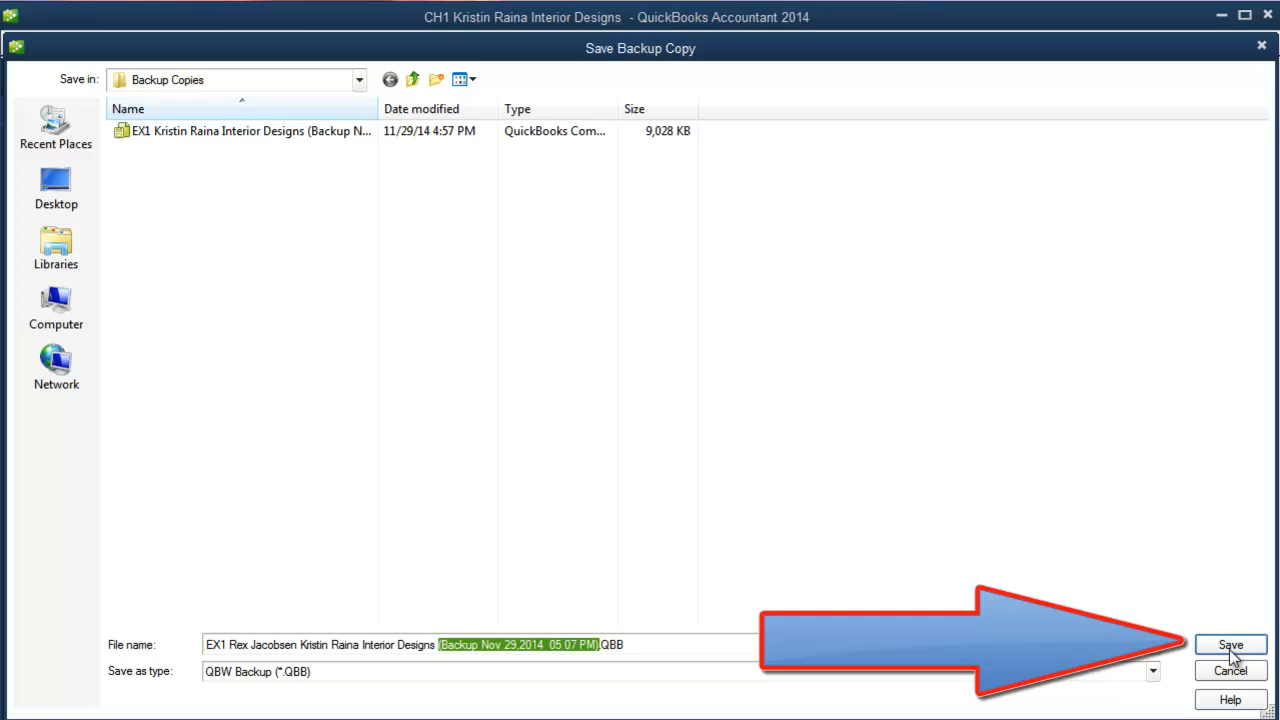 CH1 Kristin Raina Interior Designs - QuickBooks Accountant 2014
Save Backup Copy
Save in: Backup Copies
Name Date modified Type Size
EX1 Kristin Raina Interior Designs (Backup N... 11/29/14 4:57 PM QuickBooks Com... 9,028 KB
Recent Places
Desktop
Libraries
Computer
Network
File name: EX1 Rex Jacobsen Kristin Raina Interior Designs (Backup Nov 29,2014 05 07 PM).QBB
Save
Save as type: QBW Backup (*.QBB)
Cancel
Help